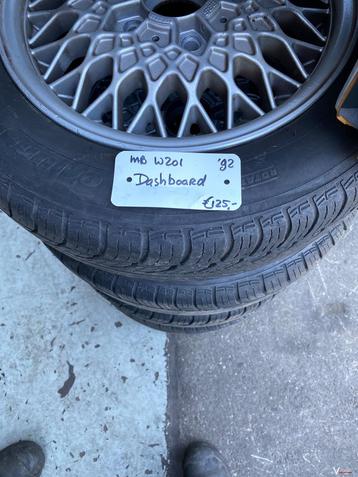 MB W201 '92
• Dashboard •
€125,-